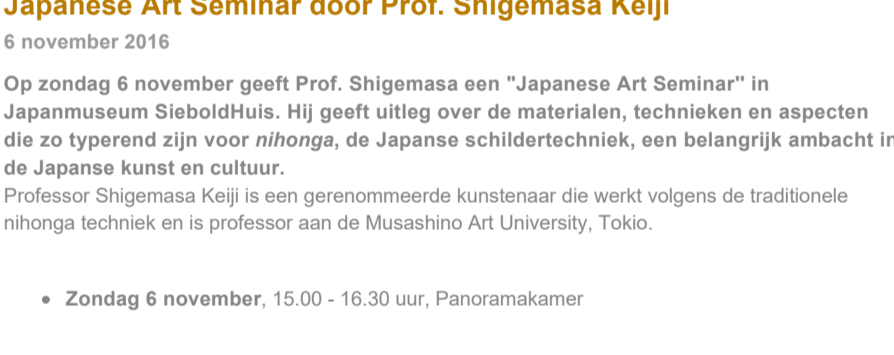 Japanese Art Seminar door Prof. Shigemasa Keiji
6 november 2016
Op zondag 6 november geeft Prof. Shigemasa een "Japanese Art Seminar" in
Japanmuseum SieboldHuis. Hij geeft uitleg over de materialen, technieken en aspecten
die zo typerend zijn voor nihonga, de Japanse schildertechniek, een belangrijk ambacht in
de Japanse kunst en cultuur.
Professor Shigemasa Keiji is een gerenommeerde kunstenaar die werkt volgens de traditionele
nihonga techniek en is professor aan de Musashino Art University, Tokio.
• Zondag 6 november, 15.00 - 16.30 uur, Panoramakamer